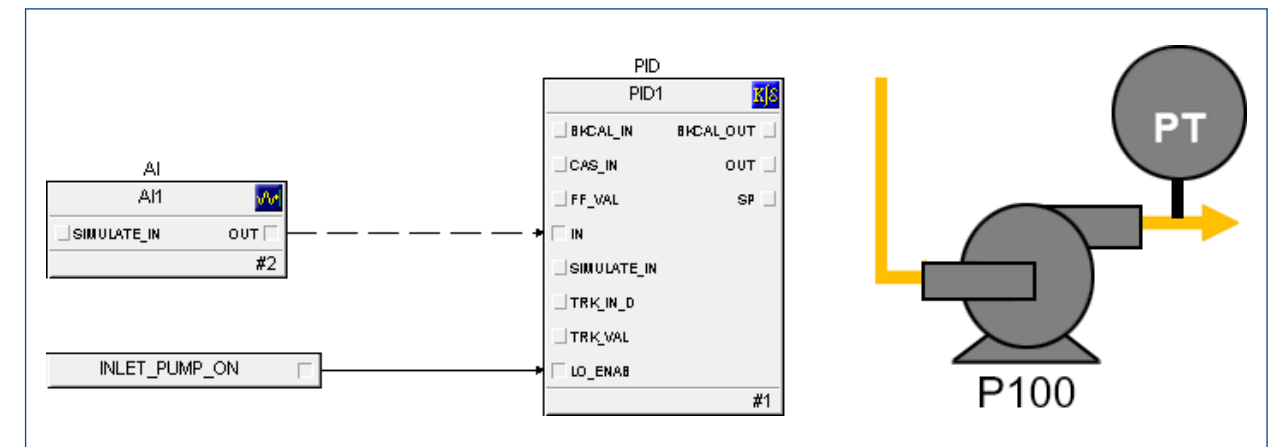 PID
PID1
K∫δ
BKCAL_IN BKCAL_OUT
CAS_IN OUT
FF_VAL SP
IN
SIMULATE_IN
TRK_IN_D
TRK_VAL
LO_ENAB
#1
AI
AI1
SIMULATE_IN OUT
#2
INLET_PUMP_ON
PT
P100